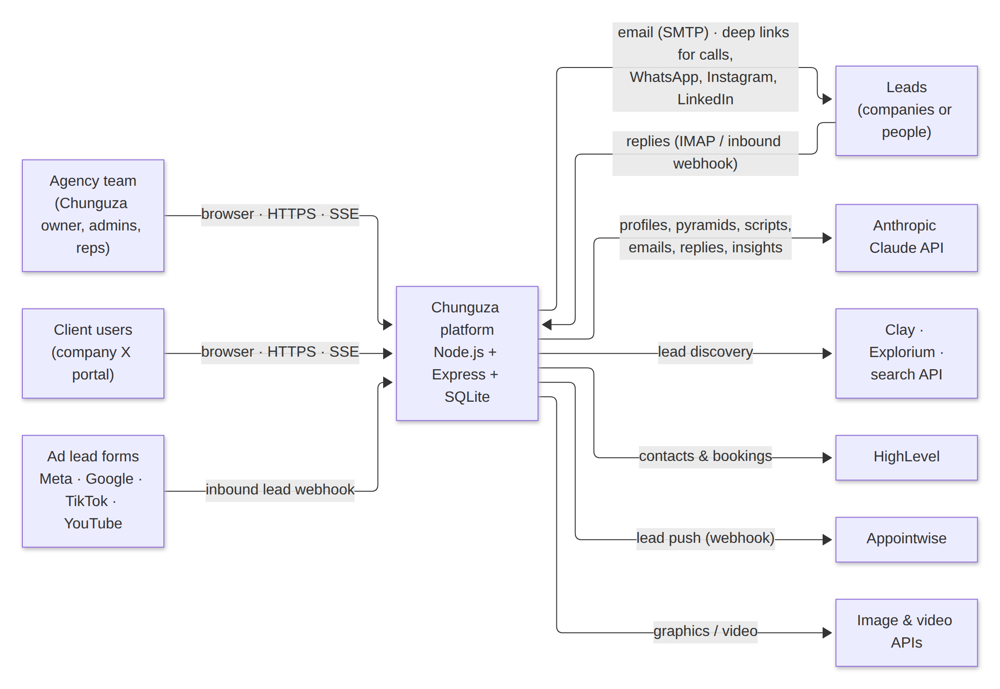 Agency team
(Chunguza
owner, admins,
reps)
browser · HTTPS · SSE
Client users
(company X
portal)
browser · HTTPS · SSE
Ad lead forms
Meta · Google ·
TikTok ·
YouTube
inbound lead webhook
Chunguza
platform
Node.js +
Express +
SQLite
email (SMTP) · deep links
for calls,
WhatsApp, Instagram,
LinkedIn
replies (IMAP / inbound
webhook)
Leads
(companies or
people)
profiles, pyramids, scripts,
emails, replies, insights
Anthropic
Claude API
lead discovery
Clay ·
Explorium ·
search API
contacts & bookings
HighLevel
lead push (webhook)
Appointwise
graphics / video
Image & video
APIs